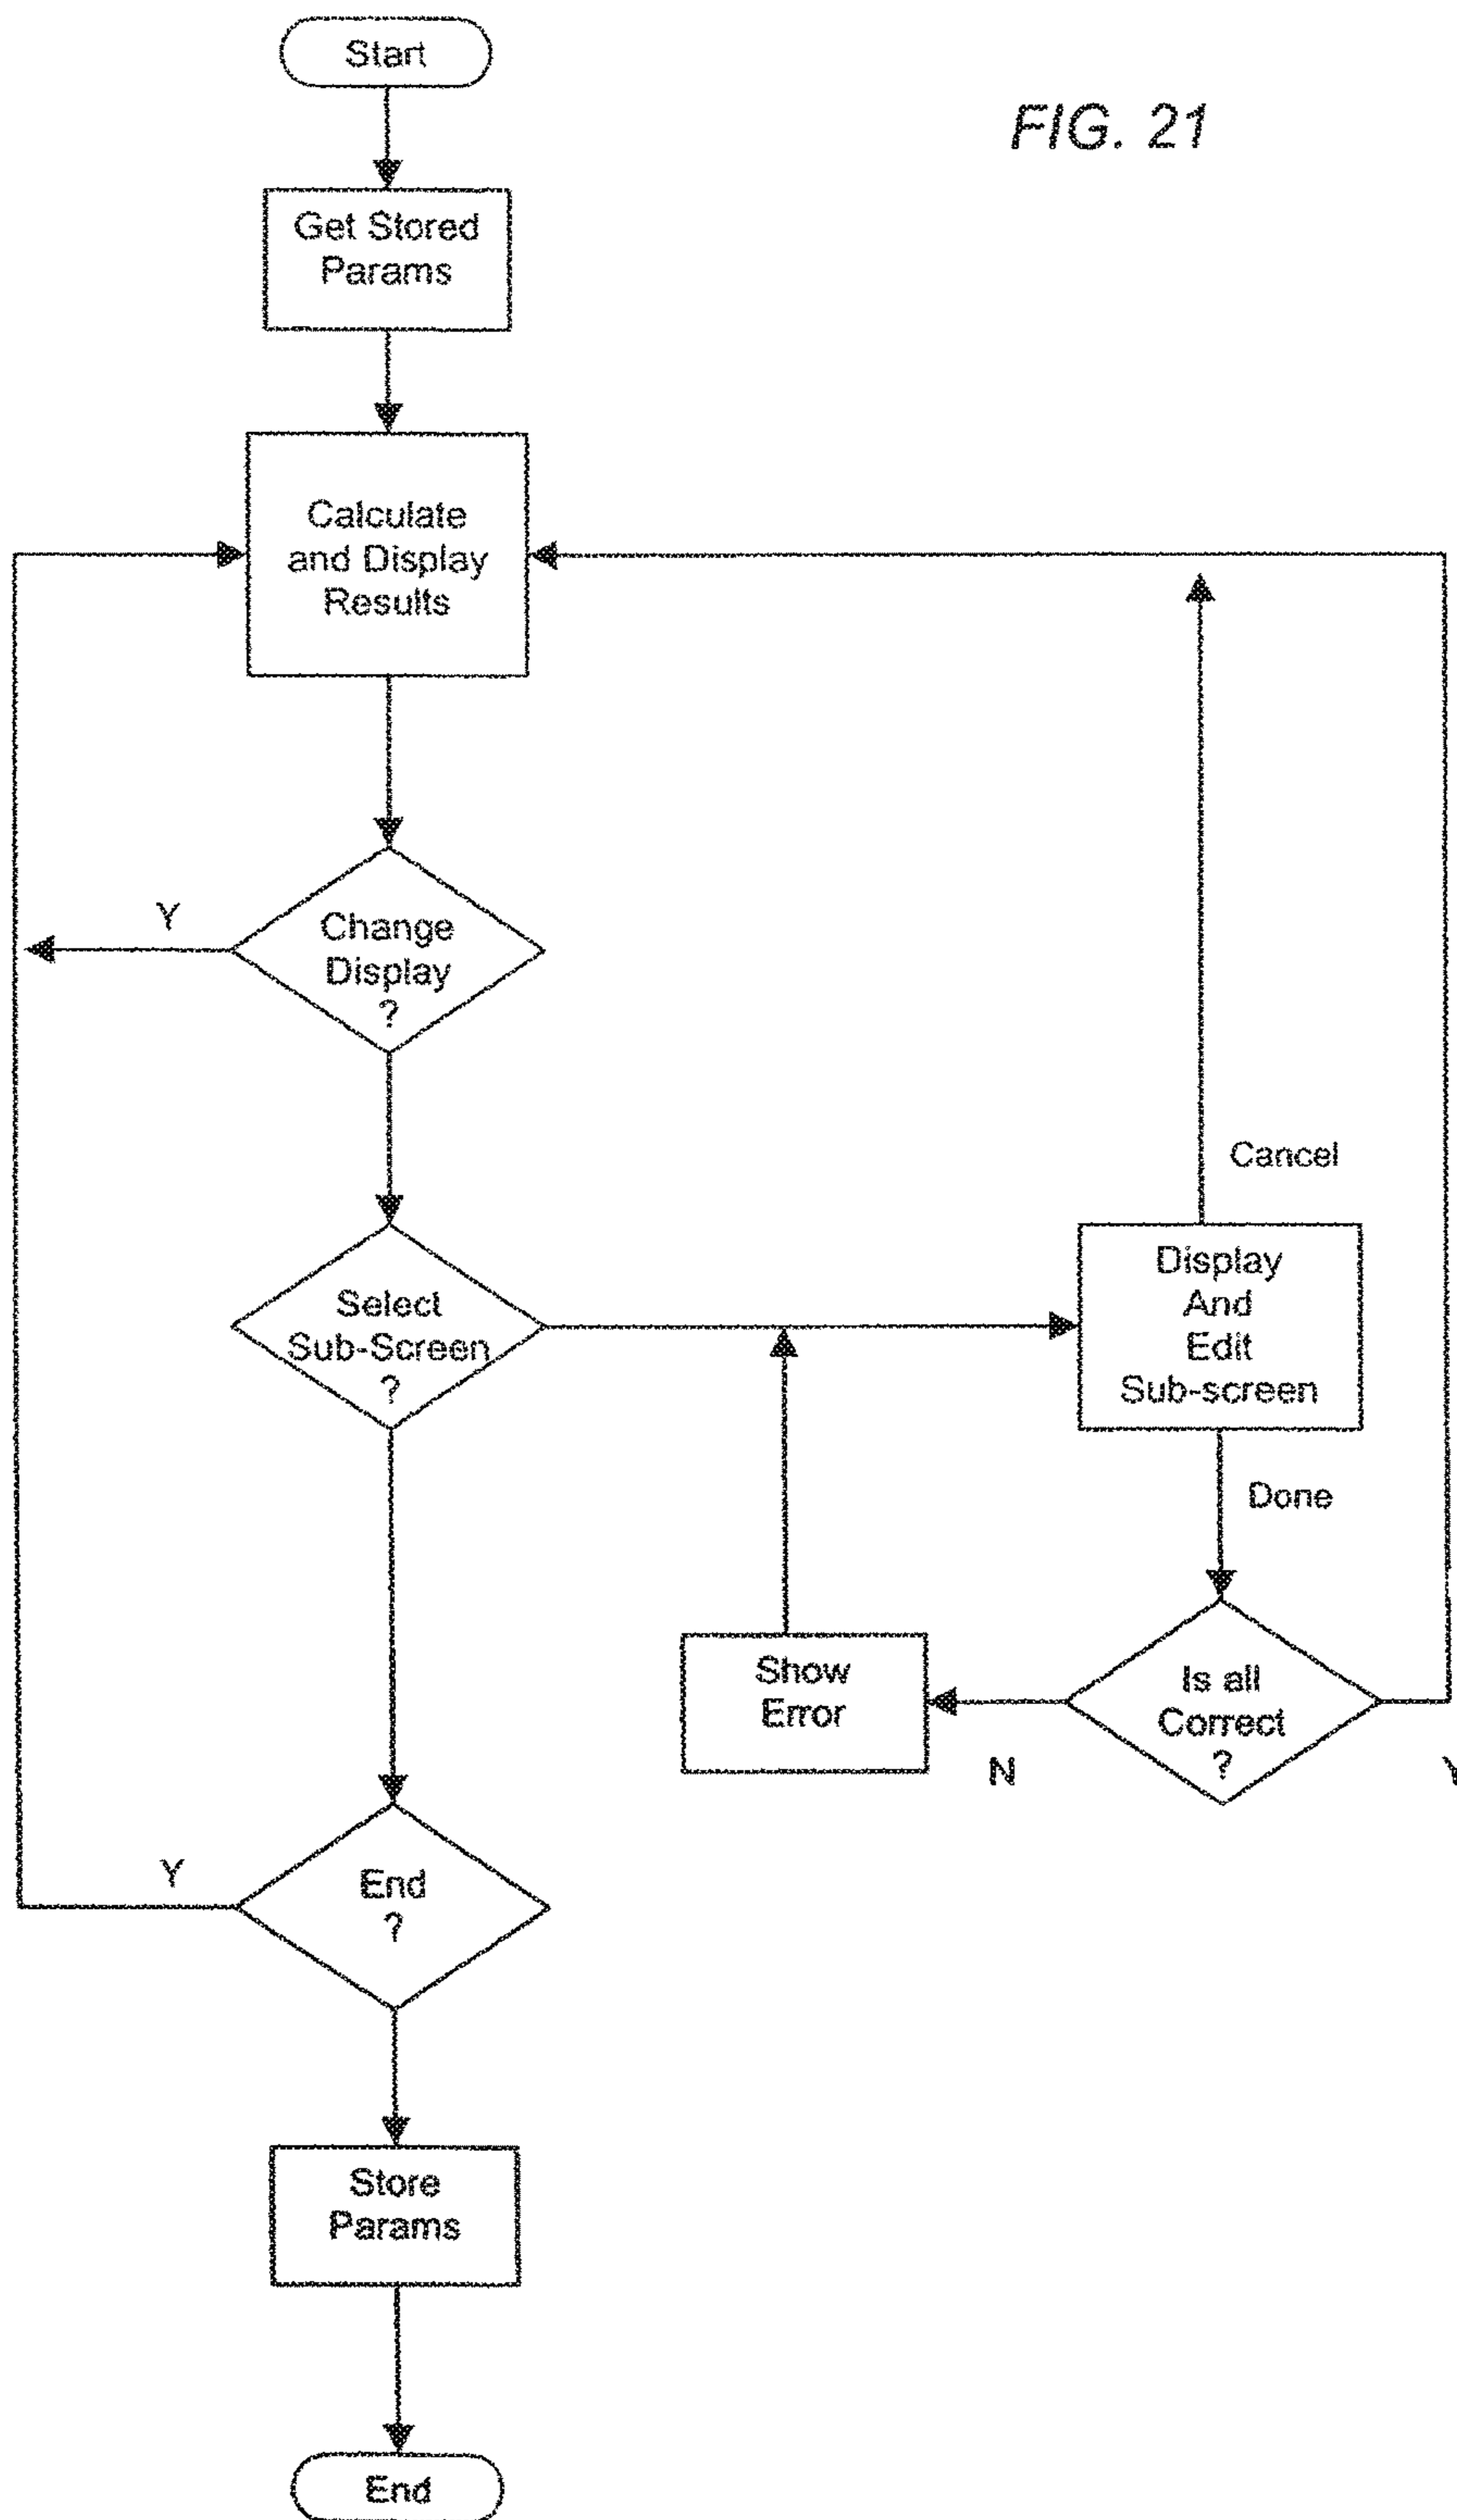 Start
FIG. 21
Get Stored
Params
Calculate
and Display
Results
Y
Change
Display
?
Cancel
Select
Sub-Screen
?
Display
And
Edit
Sub-screen
Done
Show
Error
Is all
Correct
?
N
Y
Y
End
?
Store
Params
End